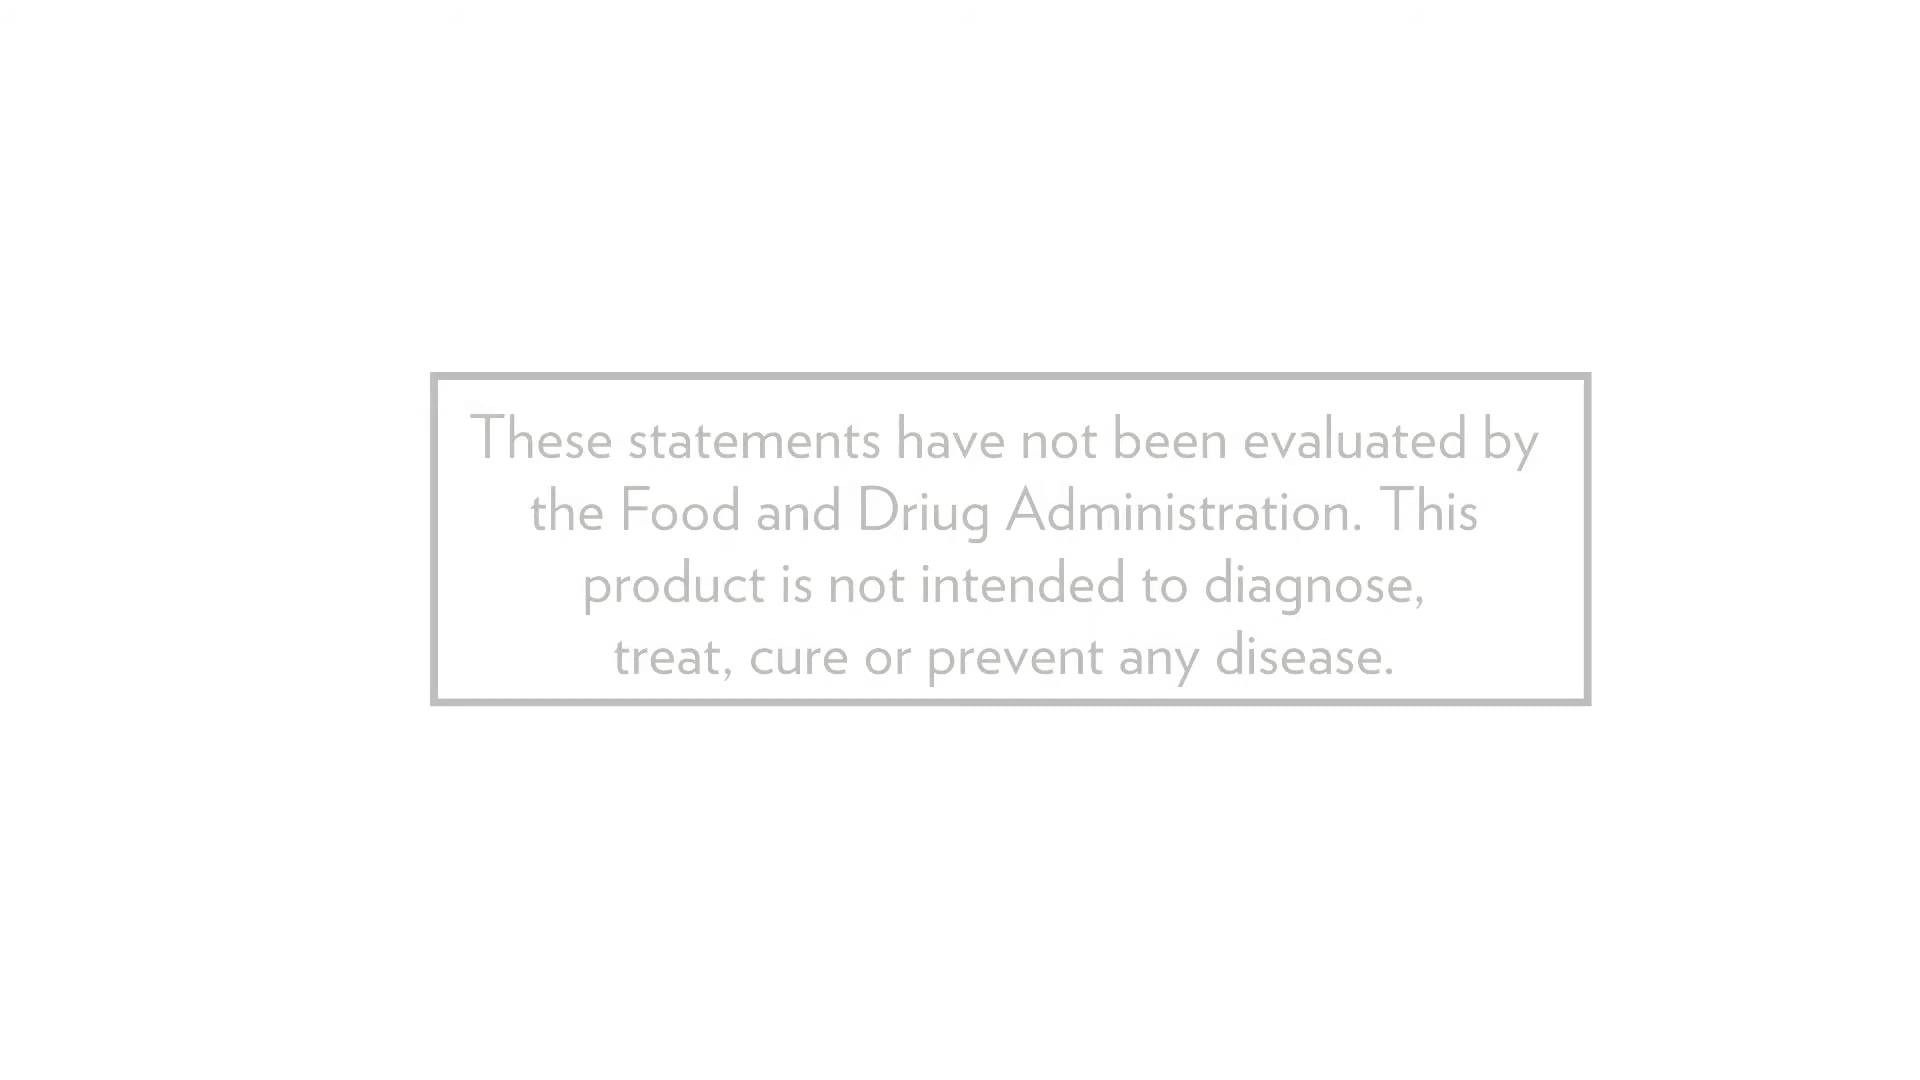 These statements have not been evaluated by
the Food and Driug Administration. This
product is not intended to diagnose,
treat, cure or prevent any disease.